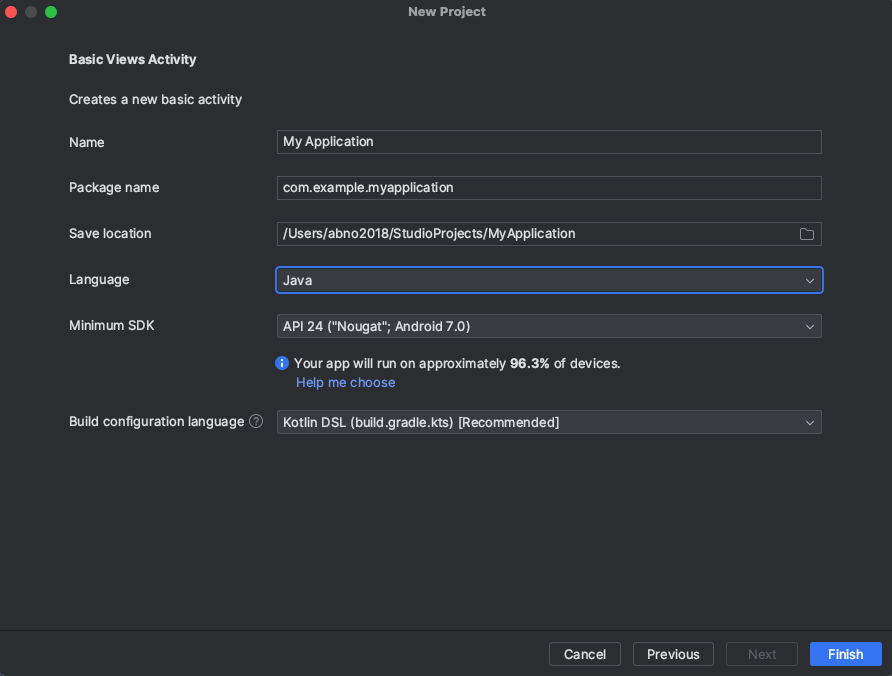 New Project
Basic Views Activity
Creates a new basic activity
Name My Application
Package name com.example.myapplication
Save location /Users/abno2018/StudioProjects/MyApplication
Language Java
Minimum SDK API 24 ("Nougat"; Android 7.0)
Your app will run on approximately 96.3% of devices.
Help me choose
Build configuration language ? Kotlin DSL (build.gradle.kts) [Recommended]
Cancel Previous Next Finish